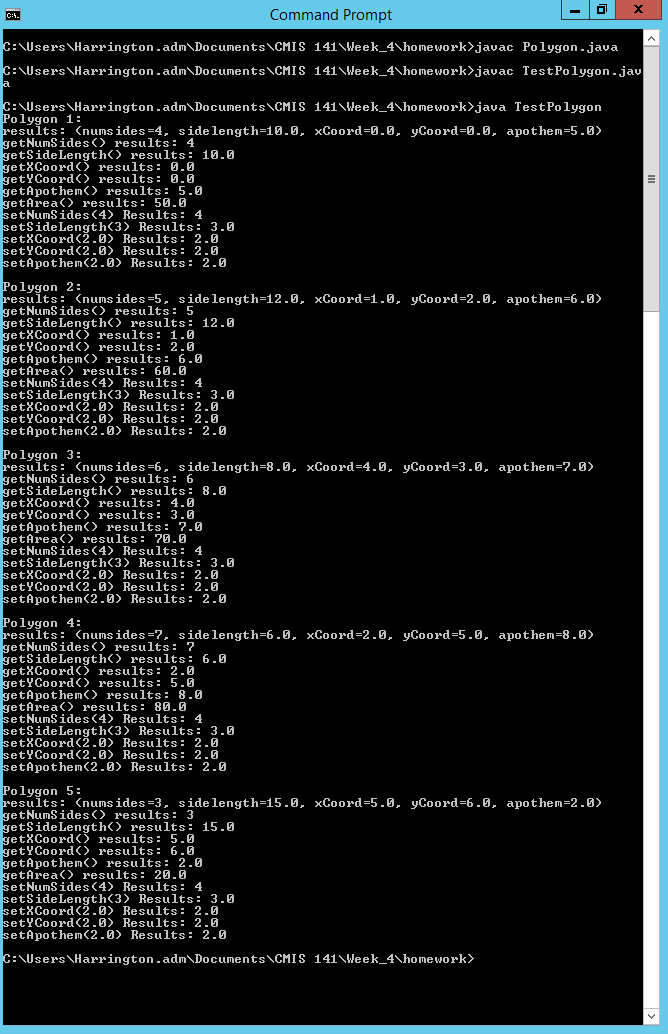 Command Prompt
C:\Users\Harrington.adm\Documents\CMIS 141\Week_4\homework>javac Polygon.java
C:\Users\Harrington.adm\Documents\CMIS 141\Week_4\homework>javac TestPolygon.jav
a
C:\Users\Harrington.adm\Documents\CMIS 141\Week_4\homework>java TestPolygon
Polygon 1:
results: (numsides=4, sidelength=10.0, xCoord=0.0, yCoord=0.0, apothem=5.0)
getNumSides() results: 4
getSideLength() results: 10.0
getXCoord() results: 0.0
getYCoord() results: 0.0
getApothem() results: 5.0
getArea() results: 50.0
setNumSides(4) Results: 4
setSideLength(3) Results: 3.0
setXCoord(2.0) Results: 2.0
setYCoord(2.0) Results: 2.0
setApothem(2.0) Results: 2.0
Polygon 2:
results: (numsides=5, sidelength=12.0, xCoord=1.0, yCoord=2.0, apothem=6.0)
getNumSides() results: 5
getSideLength() results: 12.0
getXCoord() results: 1.0
getYCoord() results: 2.0
getApothem() results: 6.0
getArea() results: 60.0
setNumSides(4) Results: 4
setSideLength(3) Results: 3.0
setXCoord(2.0) Results: 2.0
setYCoord(2.0) Results: 2.0
setApothem(2.0) Results: 2.0
Polygon 3:
results: (numsides=6, sidelength=8.0, xCoord=4.0, yCoord=3.0, apothem=7.0)
getNumSides() results: 6
getSideLength() results: 8.0
getXCoord() results: 4.0
getYCoord() results: 3.0
getApothem() results: 7.0
getArea() results: 70.0
setNumSides(4) Results: 4
setSideLength(3) Results: 3.0
setXCoord(2.0) Results: 2.0
setYCoord(2.0) Results: 2.0
setApothem(2.0) Results: 2.0
Polygon 4:
results: (numsides=7, sidelength=6.0, xCoord=2.0, yCoord=5.0, apothem=8.0)
getNumSides() results: 7
getSideLength() results: 6.0
getXCoord() results: 2.0
getYCoord() results: 5.0
getApothem() results: 8.0
getArea() results: 80.0
setNumSides(4) Results: 4
setSideLength(3) Results: 3.0
setXCoord(2.0) Results: 2.0
setYCoord(2.0) Results: 2.0
setApothem(2.0) Results: 2.0
Polygon 5:
results: (numsides=3, sidelength=15.0, xCoord=5.0, yCoord=6.0, apothem=2.0)
getNumSides() results: 3
getSideLength() results: 15.0
getXCoord() results: 5.0
getYCoord() results: 6.0
getApothem() results: 2.0
getArea() results: 20.0
setNumSides(4) Results: 4
setSideLength(3) Results: 3.0
setXCoord(2.0) Results: 2.0
setYCoord(2.0) Results: 2.0
setApothem(2.0) Results: 2.0
C:\Users\Harrington.adm\Documents\CMIS 141\Week_4\homework>